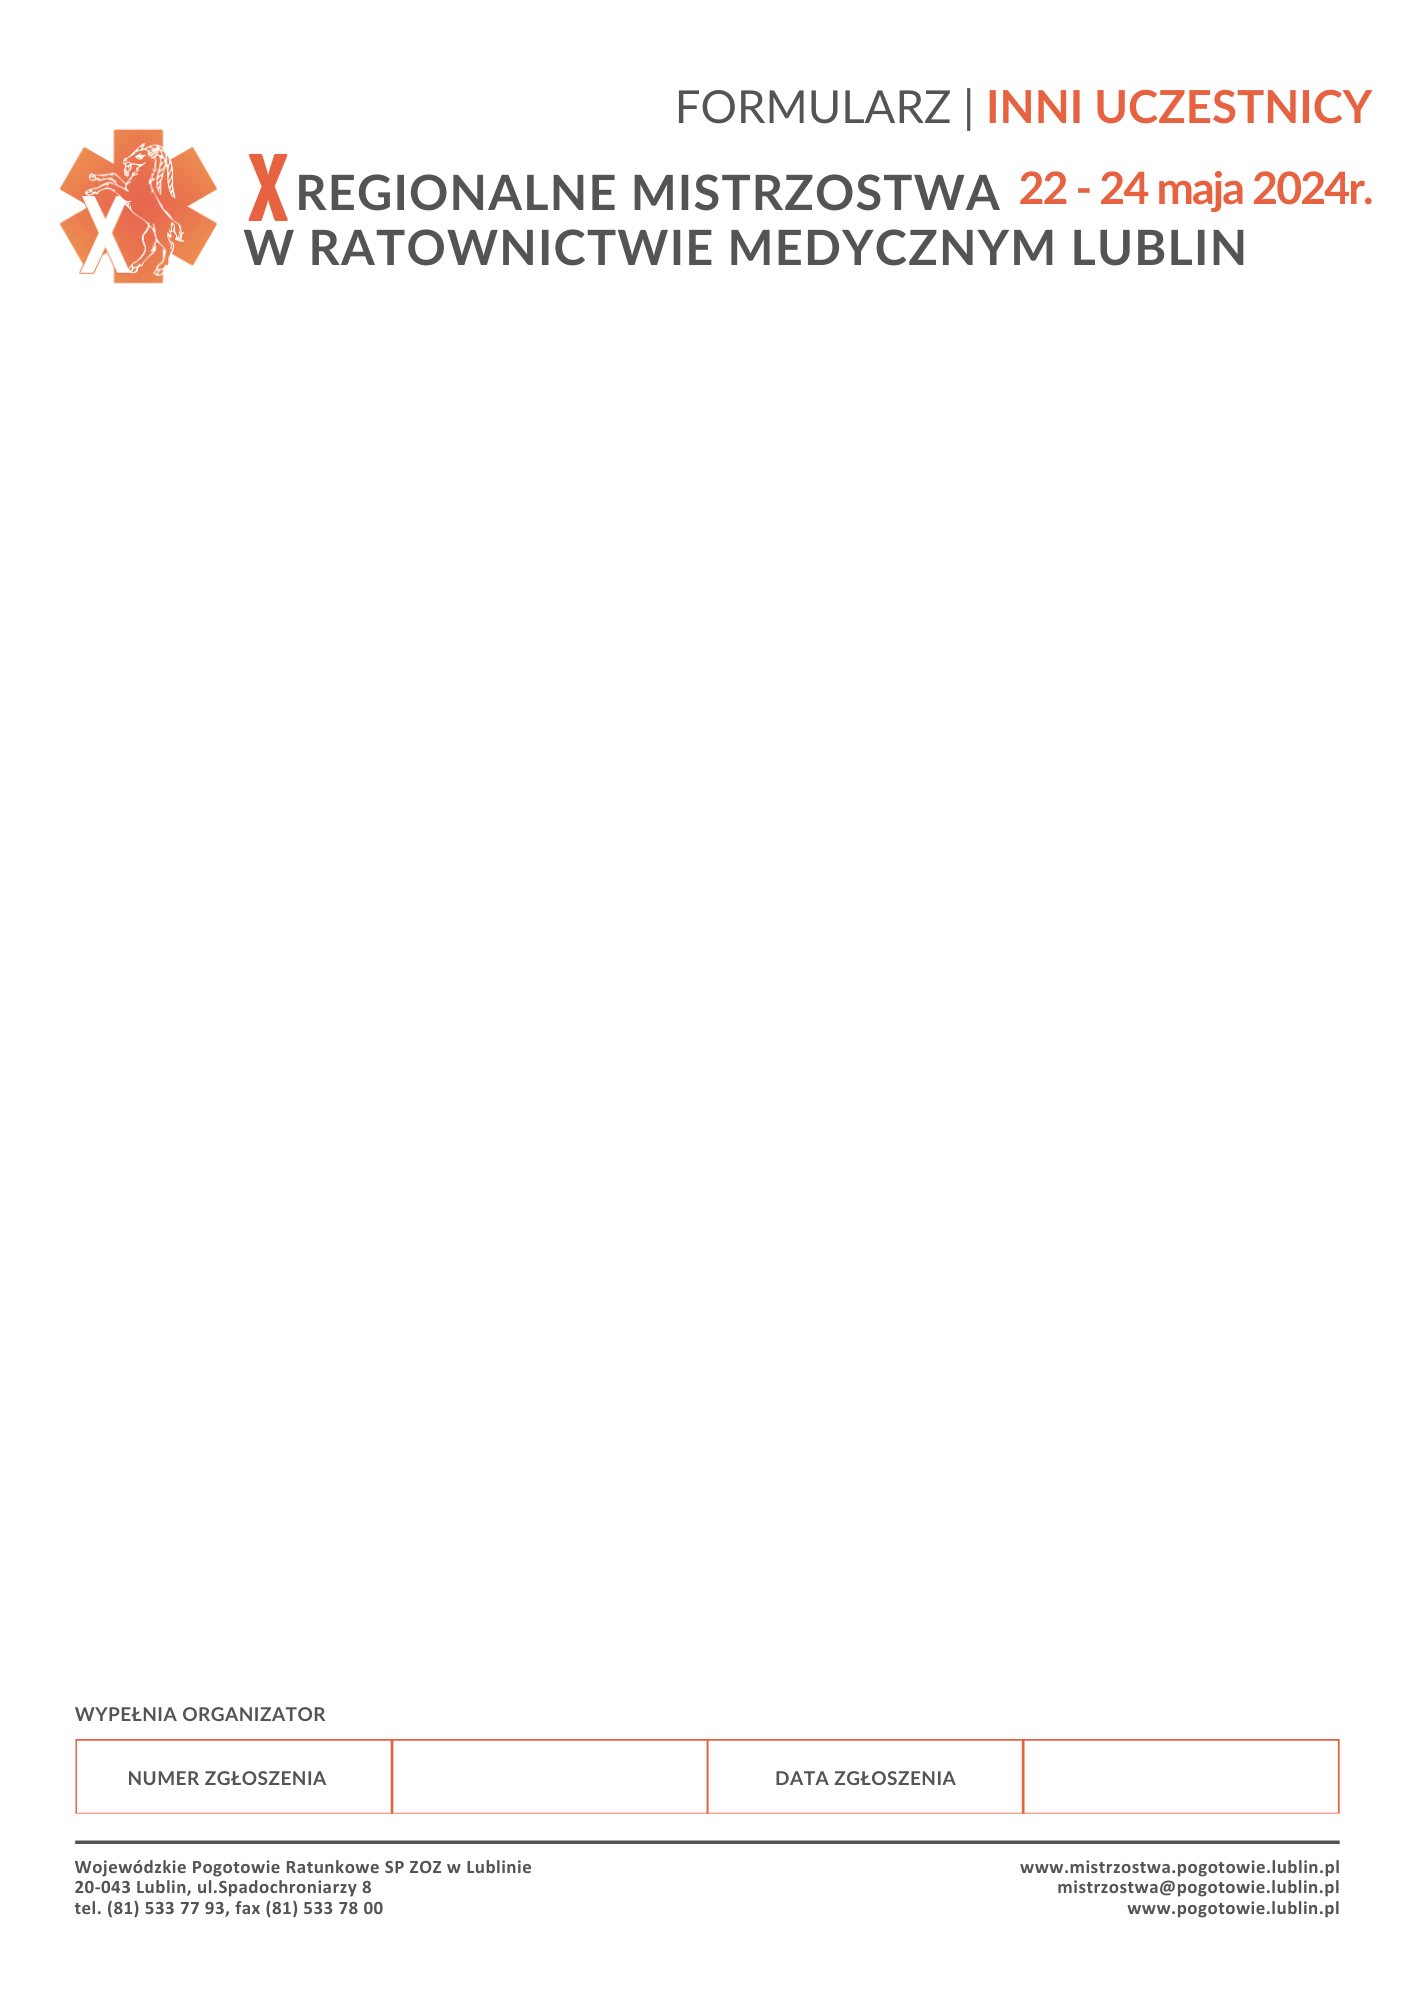 FORMULARZ | INNI UCZESTNICY
X
X REGIONALNE MISTRZOSTWA 22 - 24 maja 2024r.
W RATOWNICTWIE MEDYCZNYM LUBLIN
WYPEŁNIA ORGANIZATOR
NUMER ZGŁOSZENIA DATA ZGŁOSZENIA
Wojewódzkie Pogotowie Ratunkowe SP ZOZ w Lublinie
20-043 Lublin, ul.Spadochroniarzy 8
tel. (81) 533 77 93, fax (81) 533 78 00
www.mistrzostwa.pogotowie.lublin.pl
mistrzostwa@pogotowie.lublin.pl
www.pogotowie.lublin.pl